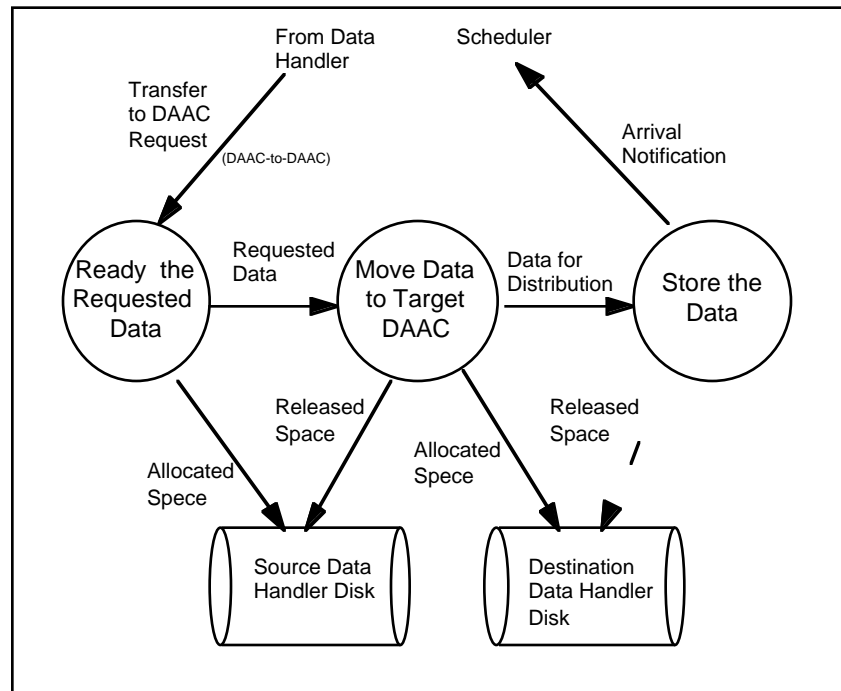 From Data
Handler
Scheduler
Transfer
to DAAC
Request
(DAAC-to-DAAC)
Arrival
Notification
Ready the
Requested
Data
Requested
Data
Move Data
to Target
DAAC
Data for
Distribution
Store the
Data
Allocated
Spece
Released
Space
Allocated
Spece
Released
Space
Source Data
Handler Disk
Destination
Data Handler
Disk